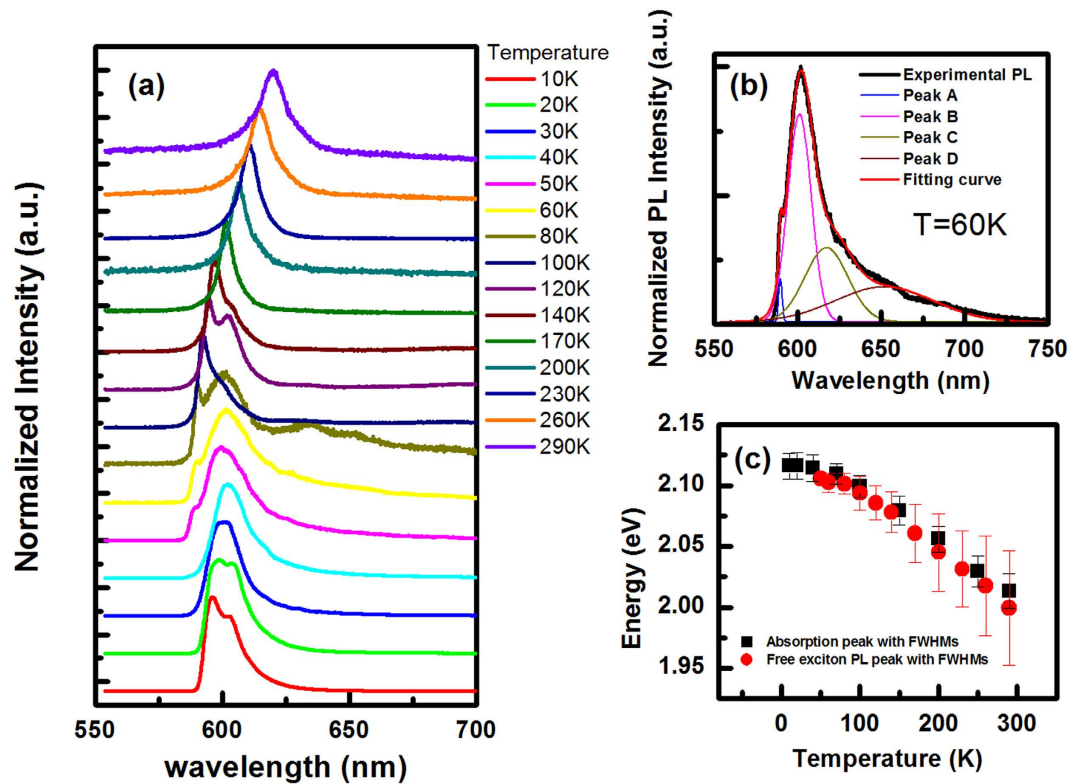 (a)
Normalized Intensity (a.u.)
550
600
650
700
wavelength (nm)
Temperature
10K
20K
30K
40K
50K
60K
80K
100K
120K
140K
170K
200K
230K
260K
290K
(b)
Normalized PL Intensity (a.u.)
Experimental PL
Peak A
Peak B
Peak C
Peak D
Fitting curve
T=60K
550
600
650
700
750
Wavelength (nm)
(c)
Energy (eV)
2.15
2.10
2.05
2.00
1.95
Absorption peak with FWHMs
Free exciton PL peak with FWHMs
0
100
200
300
Temperature (K)